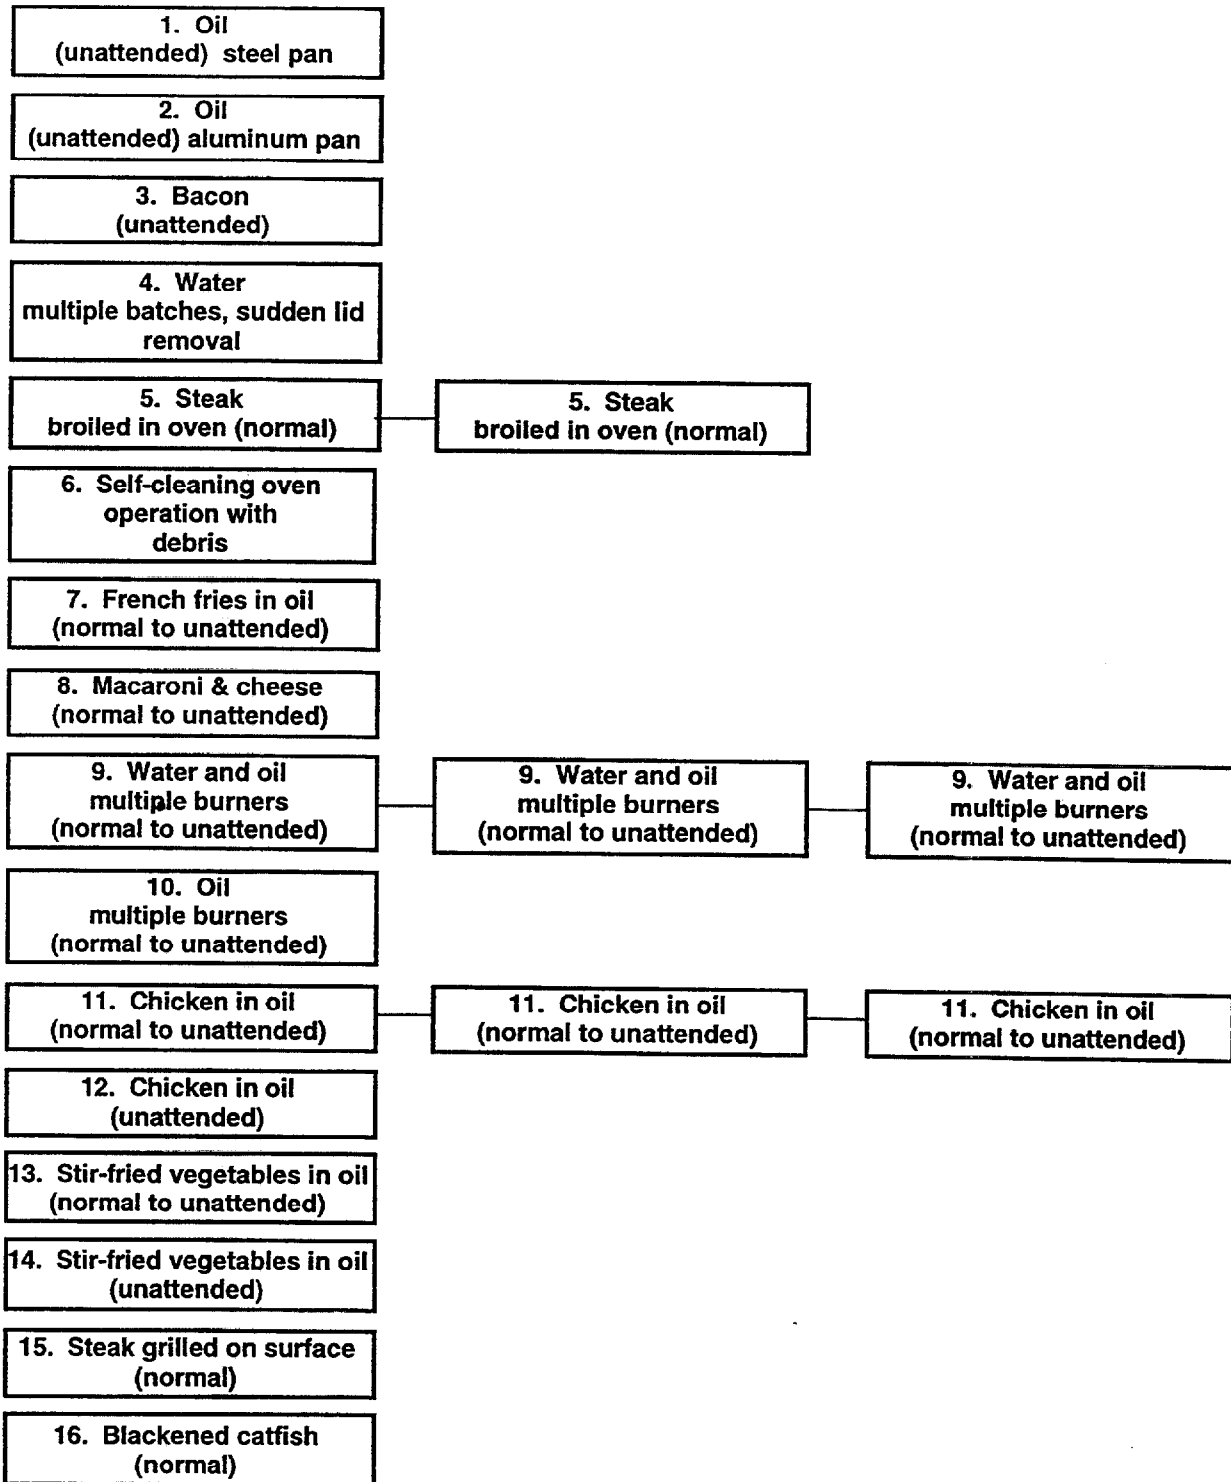 1. Oil
(unattended) steel pan
2. Oil
(unattended) aluminum pan
3. Bacon
(unattended)
4. Water
multiple batches, sudden lid
removal
5. Steak
broiled in oven (normal)
5. Steak
broiled in oven (normal)
6. Self-cleaning oven
operation with
debris
7. French fries in oil
(normal to unattended)
8. Macaroni & cheese
(normal to unattended)
9. Water and oil
multiple burners
(normal to unattended)
9. Water and oil
multiple burners
(normal to unattended)
9. Water and oil
multiple burners
(normal to unattended)
10. Oil
multiple burners
(normal to unattended)
11. Chicken in oil
(normal to unattended)
11. Chicken in oil
(normal to unattended)
11. Chicken in oil
(normal to unattended)
12. Chicken in oil
(unattended)
13. Stir-fried vegetables in oil
(normal to unattended)
14. Stir-fried vegetables in oil
(unattended)
15. Steak grilled on surface
(normal)
16. Blackened catfish
(normal)